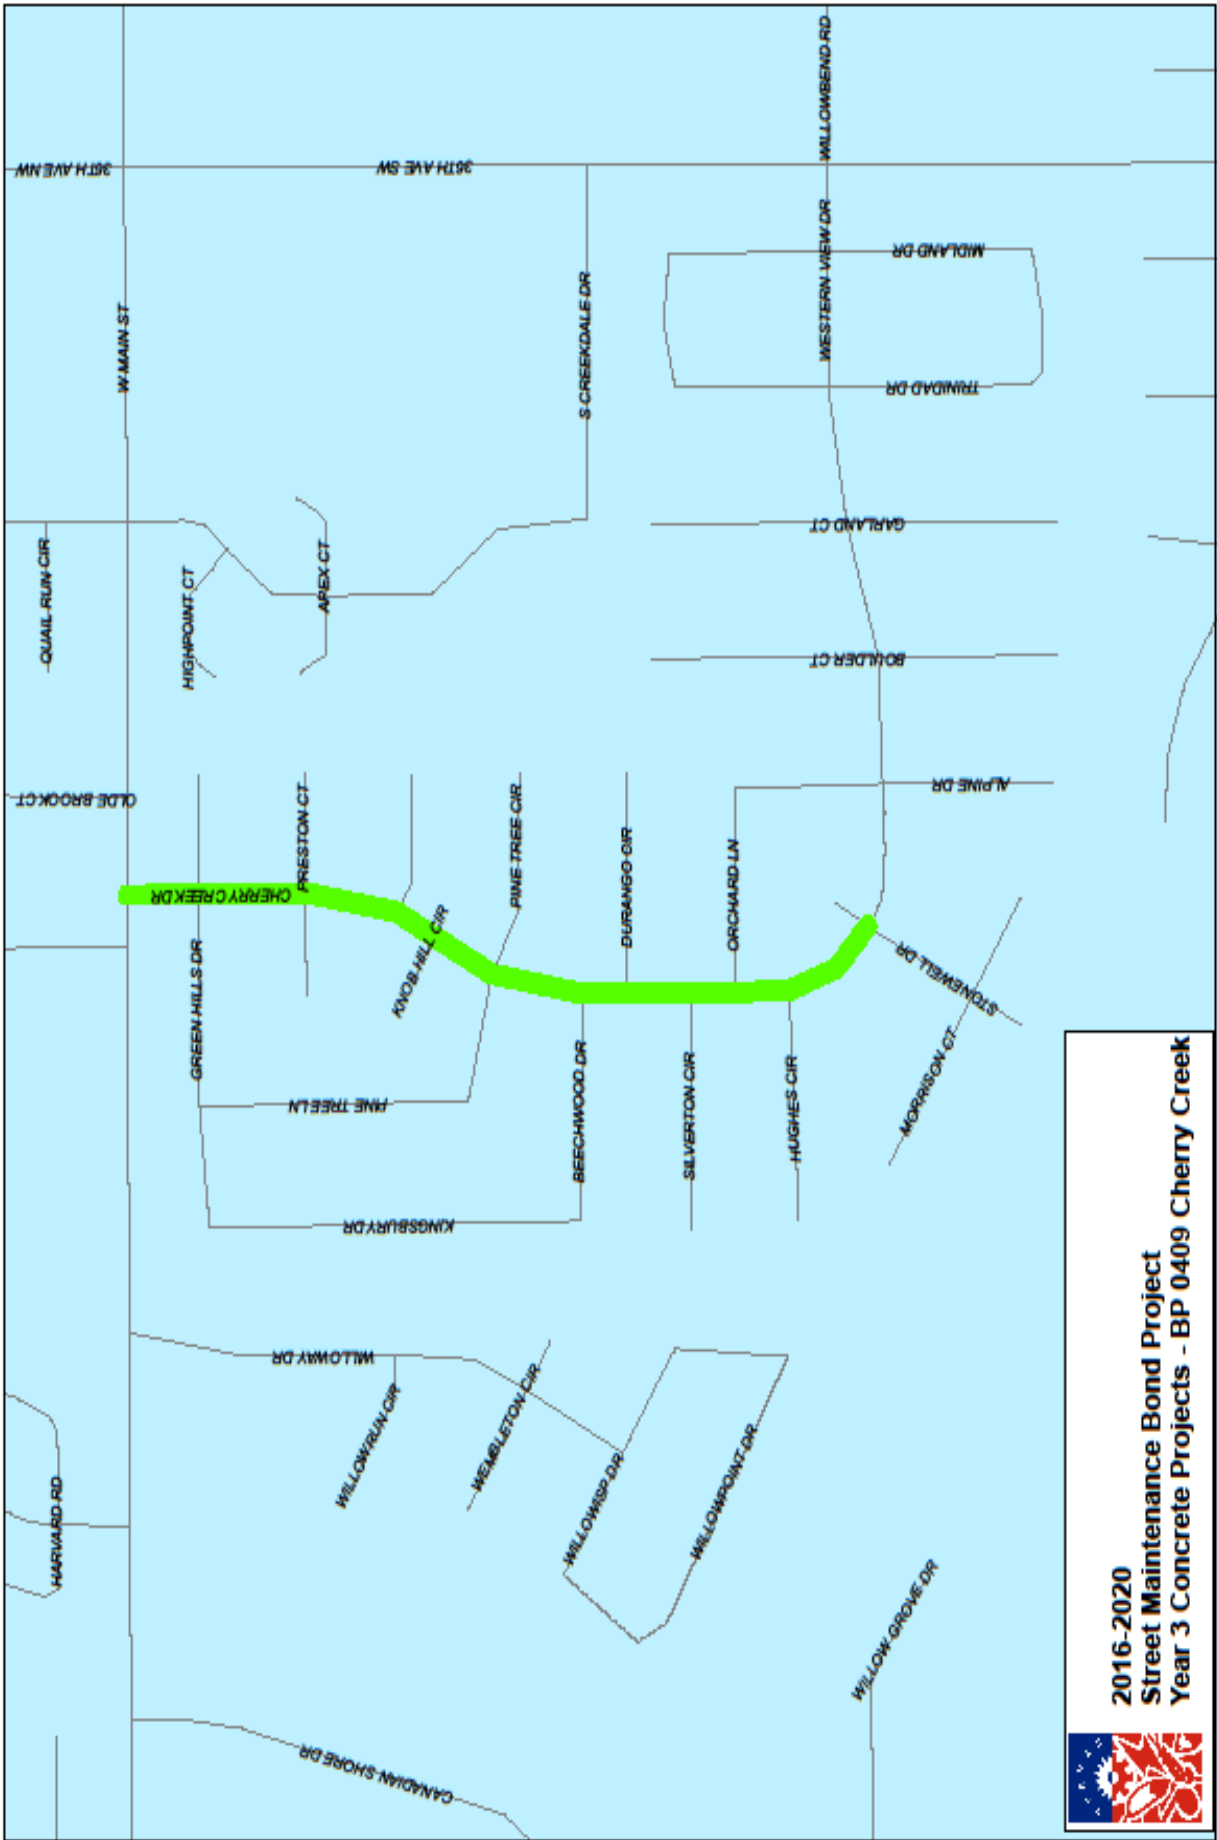 36TH AVE NW
36TH AVE SW
WILLOWBEND RD
W MAIN ST
S CREEKDALE DR
WESTERN VIEW DR
MIDLAND DR
TRINIDAD DR
QUAIL RUN CIR
HIGHPOINT CT
APEX CT
GARLAND CT
BOULDER CT
OLDE BROOK CT
PRESTON CT
PINE TREE CIR
DURANGO CIR
ORCHARD LN
ALPINE DR
CHERRY CREEK DR
GREEN HILLS DR
KNOB HILL CIR
STONEWELL DR
MORRISON CT
PINE TREE LN
BEECHWOOD DR
SILVERTON CIR
HUGHES CIR
KINGSBURY DR
WILLOWAY DR
WILLOWRUN CIR
WEMBLETON CIR
WILLOWISP DR
WILLOWPOINT DR
HARVARD RD
WILLOW GROVE DR
CANADIAN SHORE DR
2016-2020
Street Maintenance Bond Project
Year 3 Concrete Projects - BP 0409 Cherry Creek